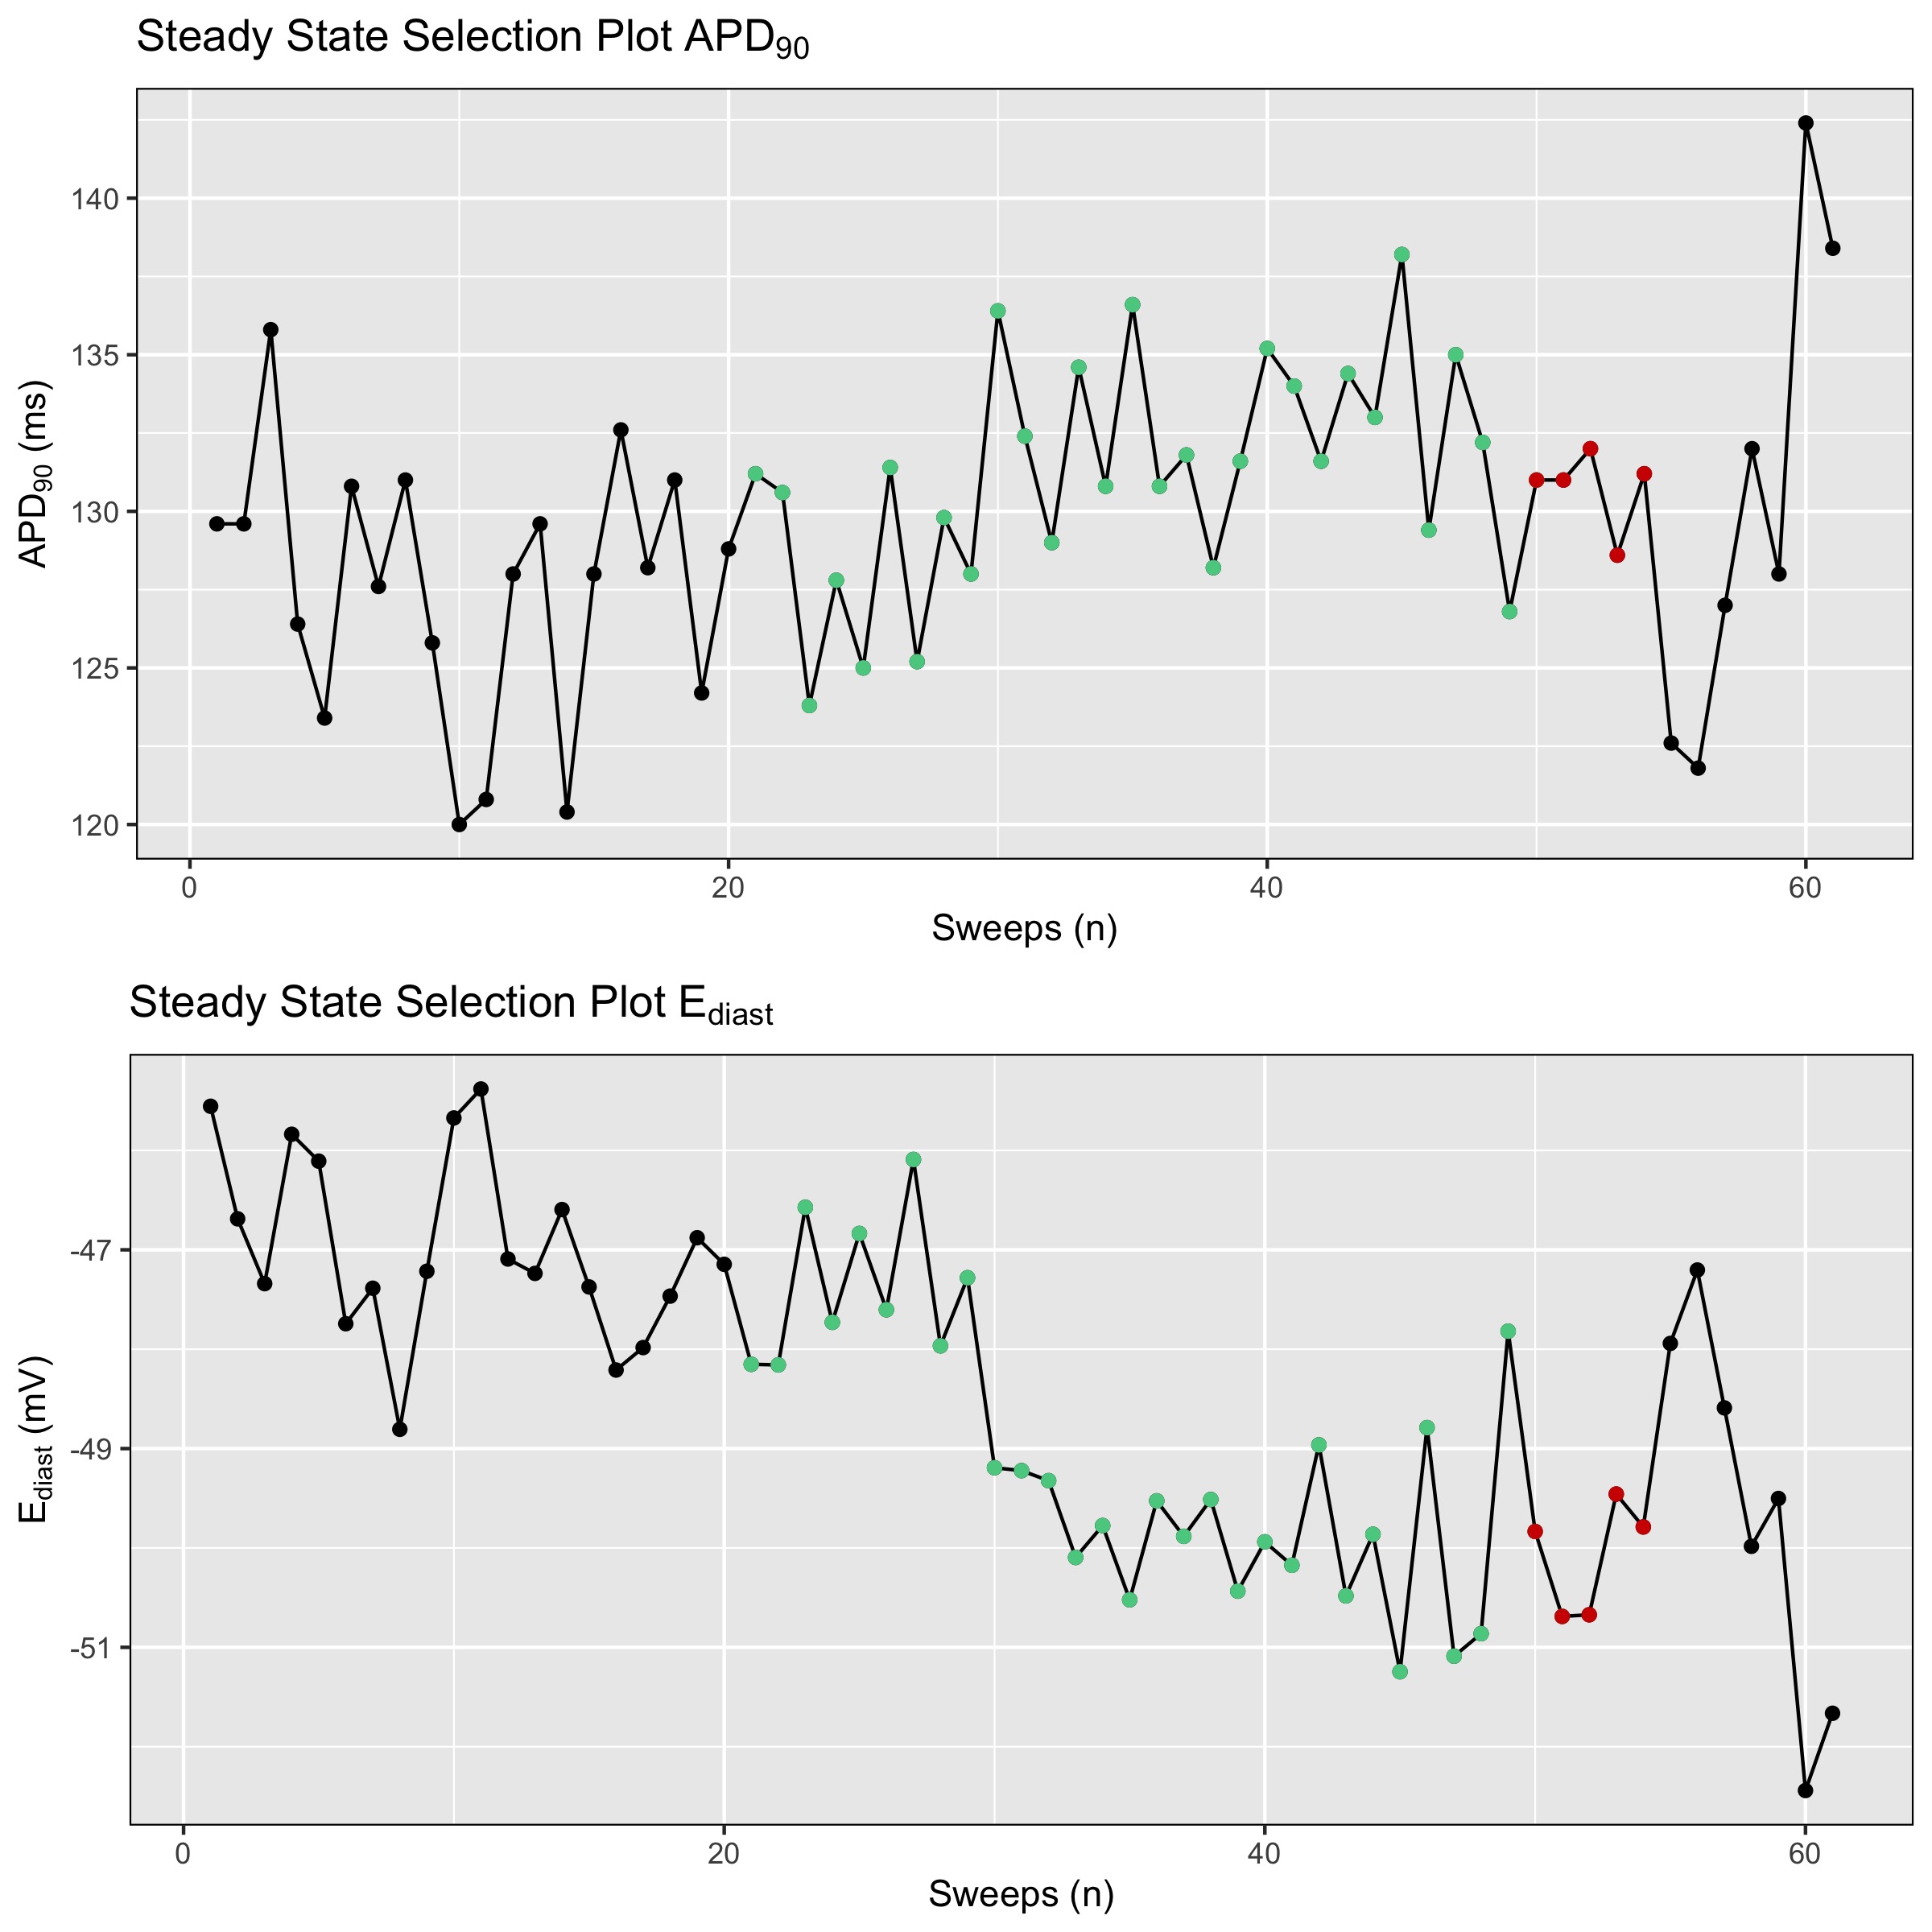 Steady State Selection Plot APD90
APD90 (ms)
140
135
130
125
120
0 20 40 60
Sweeps (n)
Steady State Selection Plot Ediast
Ediast (mV)
-47
-49
-51
0 20 40 60
Sweeps (n)